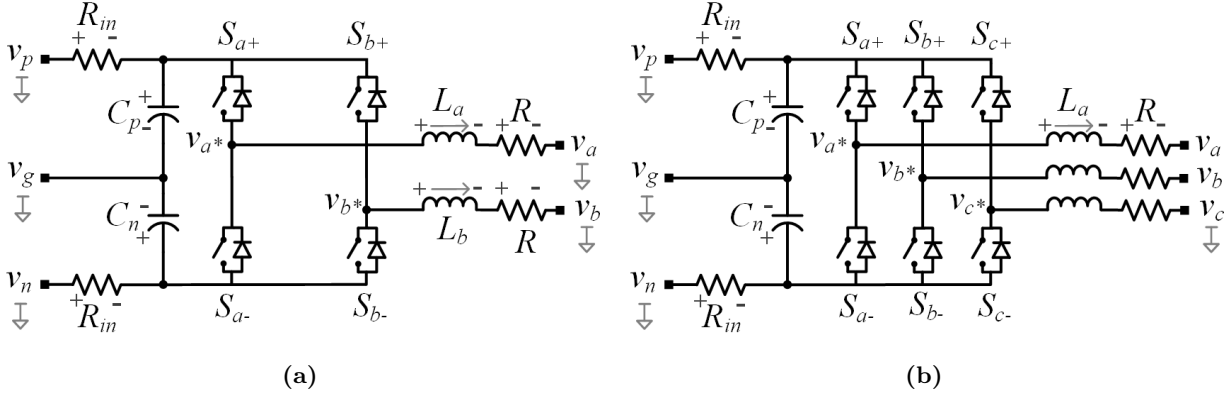 R_in S_a+ S_b+
v_p
C_p L_a R
v_a* v_a
v_g
v_b* v_b
C_n L_b R
v_n
R_in S_a- S_b-
(a)
R_in S_a+ S_b+ S_c+
v_p
C_p L_a R
v_a* v_a
v_g v_b* v_b
C_n v_c* v_c
v_n
R_in S_a- S_b- S_c-
(b)